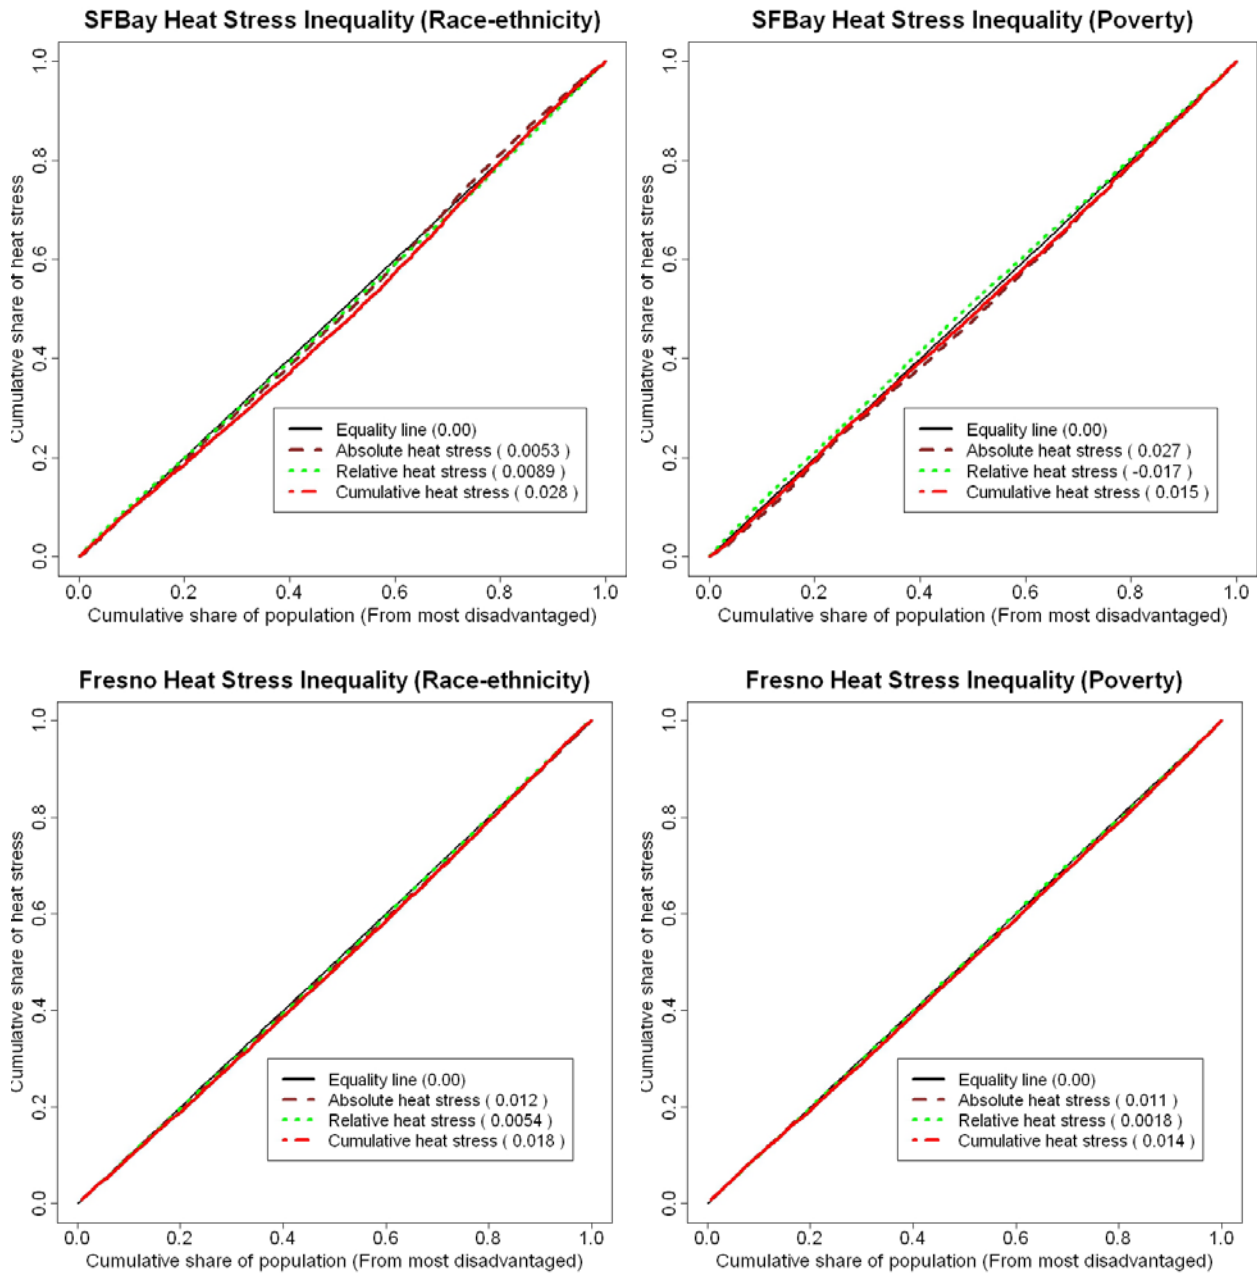 SFBay Heat Stress Inequality (Race-ethnicity)
Cumulative share of heat stress
1.0
0.8
0.6
0.4
0.2
0.0
Equality line (0.00)
Absolute heat stress ( 0.0053 )
Relative heat stress ( 0.0089 )
Cumulative heat stress ( 0.028 )
0.0 0.2 0.4 0.6 0.8 1.0
Cumulative share of population (From most disadvantaged)
SFBay Heat Stress Inequality (Poverty)
Cumulative share of heat stress
1.0
0.8
0.6
0.4
0.2
0.0
Equality line (0.00)
Absolute heat stress ( 0.027 )
Relative heat stress ( -0.017 )
Cumulative heat stress ( 0.015 )
0.0 0.2 0.4 0.6 0.8 1.0
Cumulative share of population (From most disadvantaged)
Fresno Heat Stress Inequality (Race-ethnicity)
Cumulative share of heat stress
1.0
0.8
0.6
0.4
0.2
0.0
Equality line (0.00)
Absolute heat stress ( 0.012 )
Relative heat stress ( 0.0054 )
Cumulative heat stress ( 0.018 )
0.0 0.2 0.4 0.6 0.8 1.0
Cumulative share of population (From most disadvantaged)
Fresno Heat Stress Inequality (Poverty)
Cumulative share of heat stress
1.0
0.8
0.6
0.4
0.2
0.0
Equality line (0.00)
Absolute heat stress ( 0.011 )
Relative heat stress ( 0.0018 )
Cumulative heat stress ( 0.014 )
0.0 0.2 0.4 0.6 0.8 1.0
Cumulative share of population (From most disadvantaged)